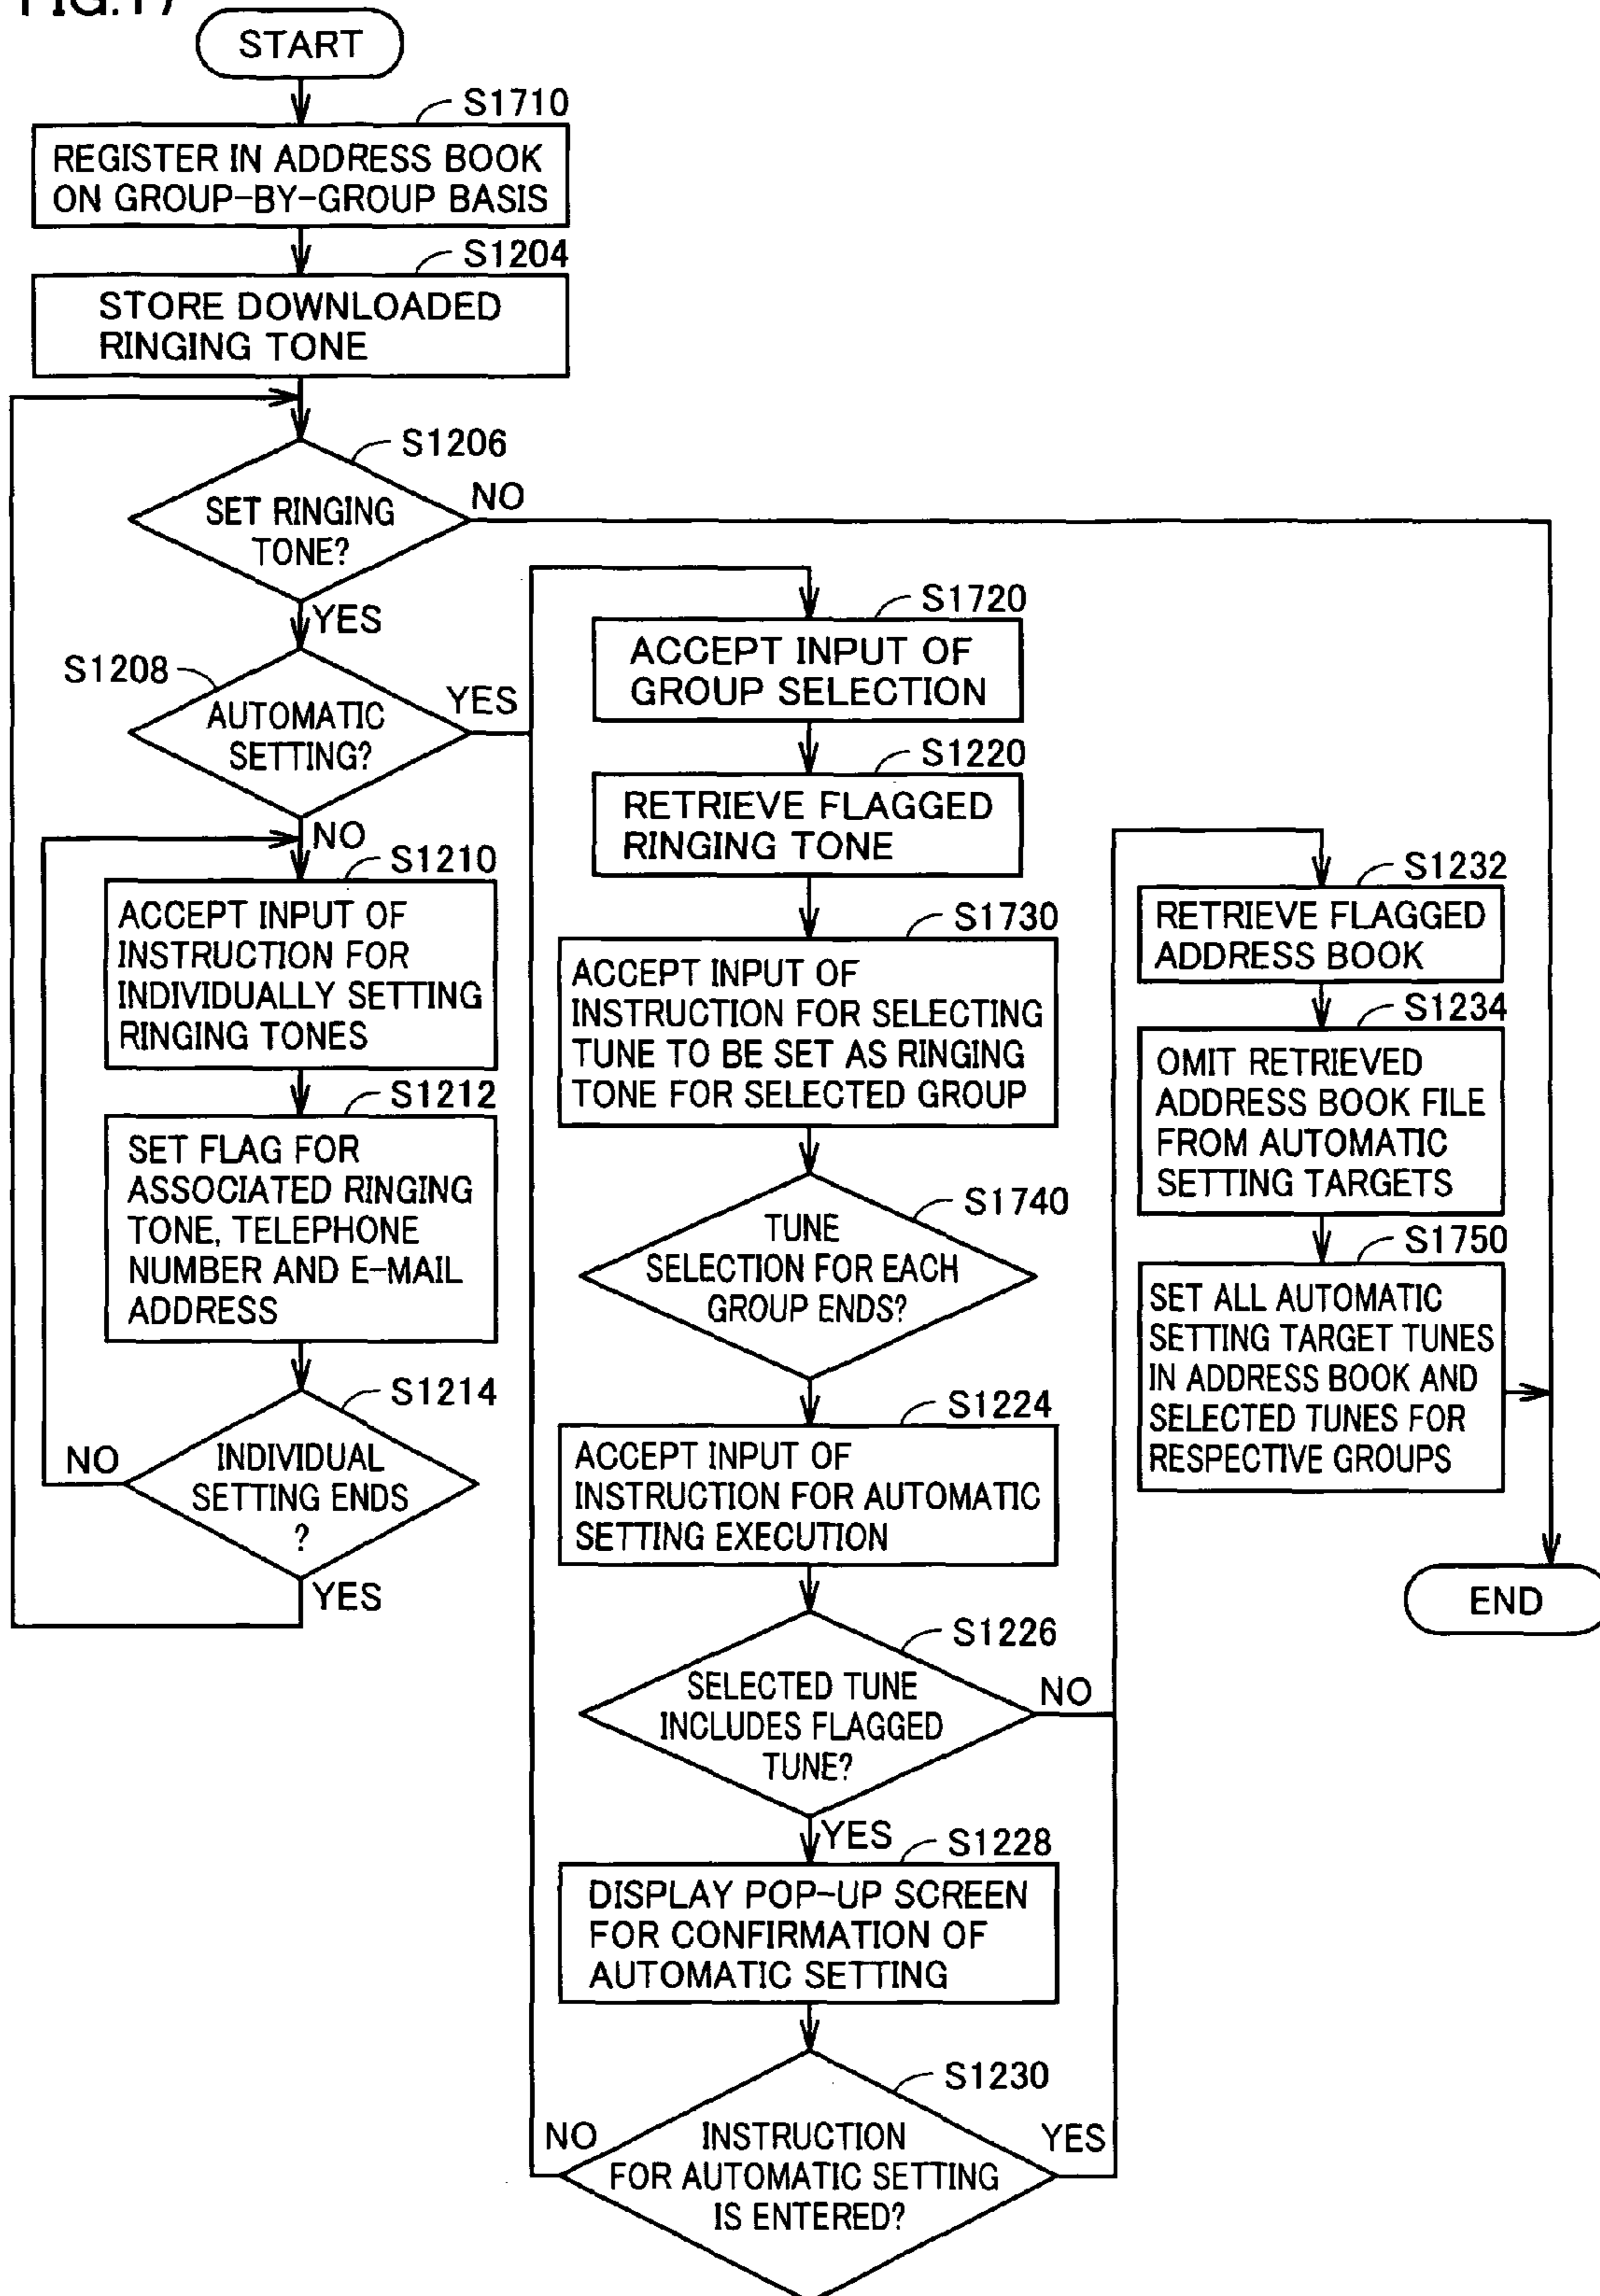 FIG.17
START
S1710
REGISTER IN ADDRESS BOOK
ON GROUP-BY-GROUP BASIS
S1204
STORE DOWNLOADED
RINGING TONE
S1206
SET RINGING
TONE?
NO
YES
S1208
AUTOMATIC
SETTING?
YES
NO
S1210
ACCEPT INPUT OF
INSTRUCTION FOR
INDIVIDUALLY SETTING
RINGING TONES
S1212
SET FLAG FOR
ASSOCIATED RINGING
TONE, TELEPHONE
NUMBER AND E-MAIL
ADDRESS
S1214
INDIVIDUAL
SETTING ENDS
?
NO
YES
S1720
ACCEPT INPUT OF
GROUP SELECTION
S1220
RETRIEVE FLAGGED
RINGING TONE
S1730
ACCEPT INPUT OF
INSTRUCTION FOR SELECTING
TUNE TO BE SET AS RINGING
TONE FOR SELECTED GROUP
S1740
TUNE
SELECTION FOR EACH
GROUP ENDS?
S1224
ACCEPT INPUT OF
INSTRUCTION FOR AUTOMATIC
SETTING EXECUTION
S1226
SELECTED TUNE
INCLUDES FLAGGED
TUNE?
NO
YES
S1228
DISPLAY POP-UP SCREEN
FOR CONFIRMATION OF
AUTOMATIC SETTING
S1230
INSTRUCTION
FOR AUTOMATIC SETTING
IS ENTERED?
NO
YES
S1232
RETRIEVE FLAGGED
ADDRESS BOOK
S1234
OMIT RETRIEVED
ADDRESS BOOK FILE
FROM AUTOMATIC
SETTING TARGETS
S1750
SET ALL AUTOMATIC
SETTING TARGET TUNES
IN ADDRESS BOOK AND
SELECTED TUNES FOR
RESPECTIVE GROUPS
END